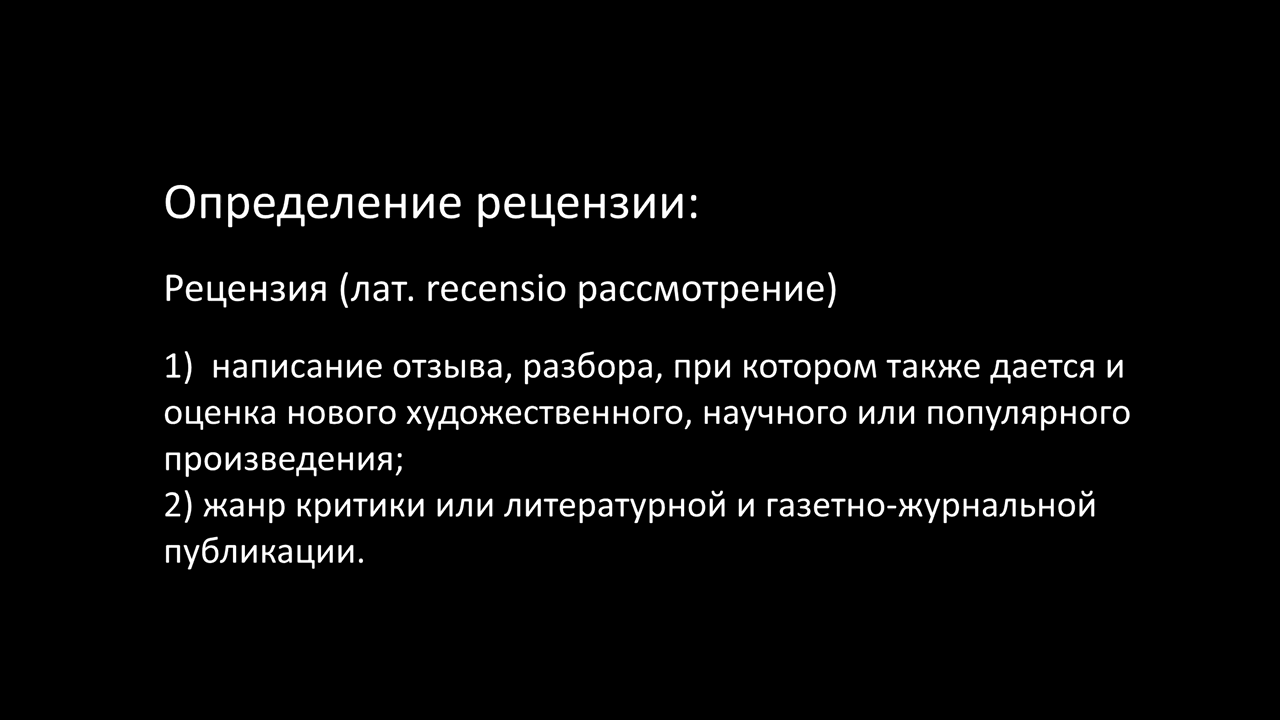 Определение рецензии:
Рецензия (лат. recensio рассмотрение)
1)  написание отзыва, разбора, при котором также дается и
оценка нового художественного, научного или популярного
произведения;
2) жанр критики или литературной и газетно-журнальной
публикации.